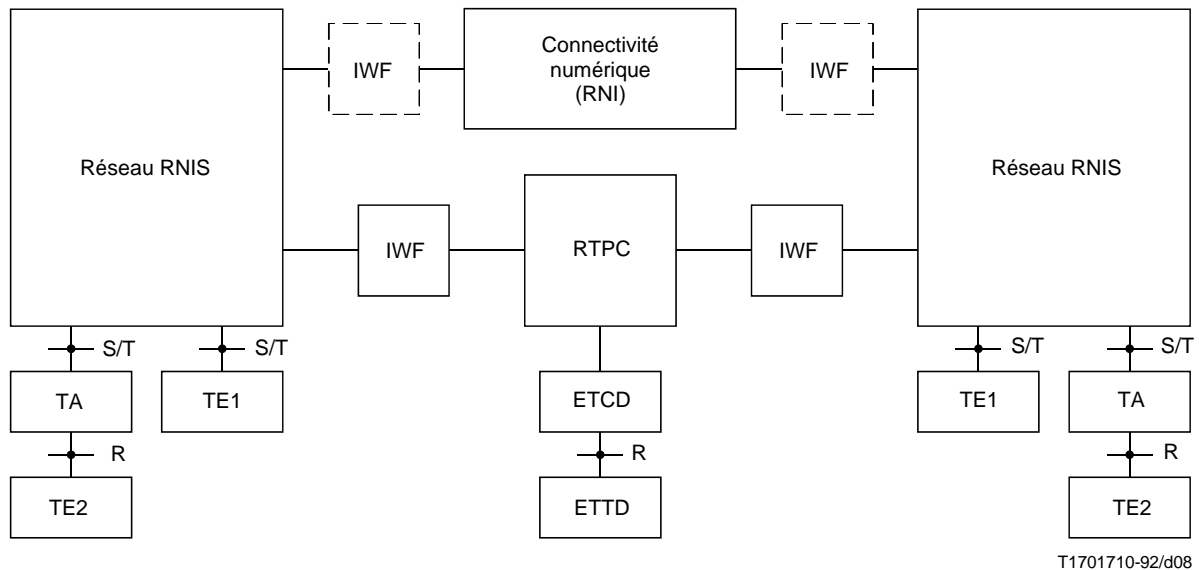 IWF
Connectivité
numérique
(RNI)
IWF
Réseau RNIS
Réseau RNIS
IWF
RTPC
IWF
S/T
S/T
S/T
S/T
TA
TE1
ETCD
TE1
TA
R
R
R
TE2
ETTD
TE2
T1701710-92/d08